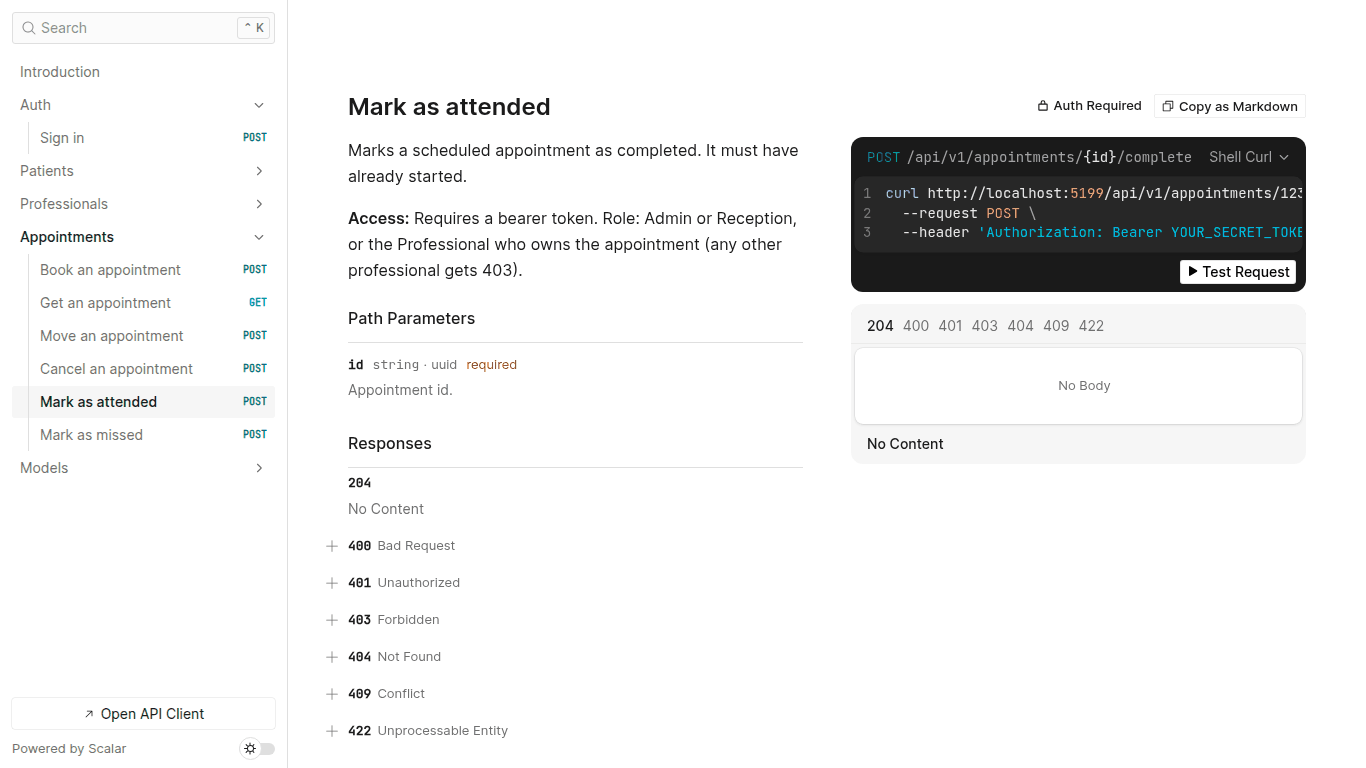 Search
⌃ K
Introduction
Auth
Sign in POST
Patients
Professionals
Appointments
Book an appointment POST
Get an appointment GET
Move an appointment POST
Cancel an appointment POST
Mark as attended POST
Mark as missed POST
Models
Open API Client
Powered by Scalar
Mark as attended
Marks a scheduled appointment as completed. It must have
already started.
Access: Requires a bearer token. Role: Admin or Reception,
or the Professional who owns the appointment (any other
professional gets 403).
Path Parameters
id string · uuid required
Appointment id.
Responses
204
No Content
400 Bad Request
401 Unauthorized
403 Forbidden
404 Not Found
409 Conflict
422 Unprocessable Entity
Auth Required
Copy as Markdown
POST /api/v1/appointments/{id}/complete Shell Curl
1 curl http://localhost:5199/api/v1/appointments/123
2 --request POST \
3 --header 'Authorization: Bearer YOUR_SECRET_TOKE
Test Request
204 400 401 403 404 409 422
No Body
No Content